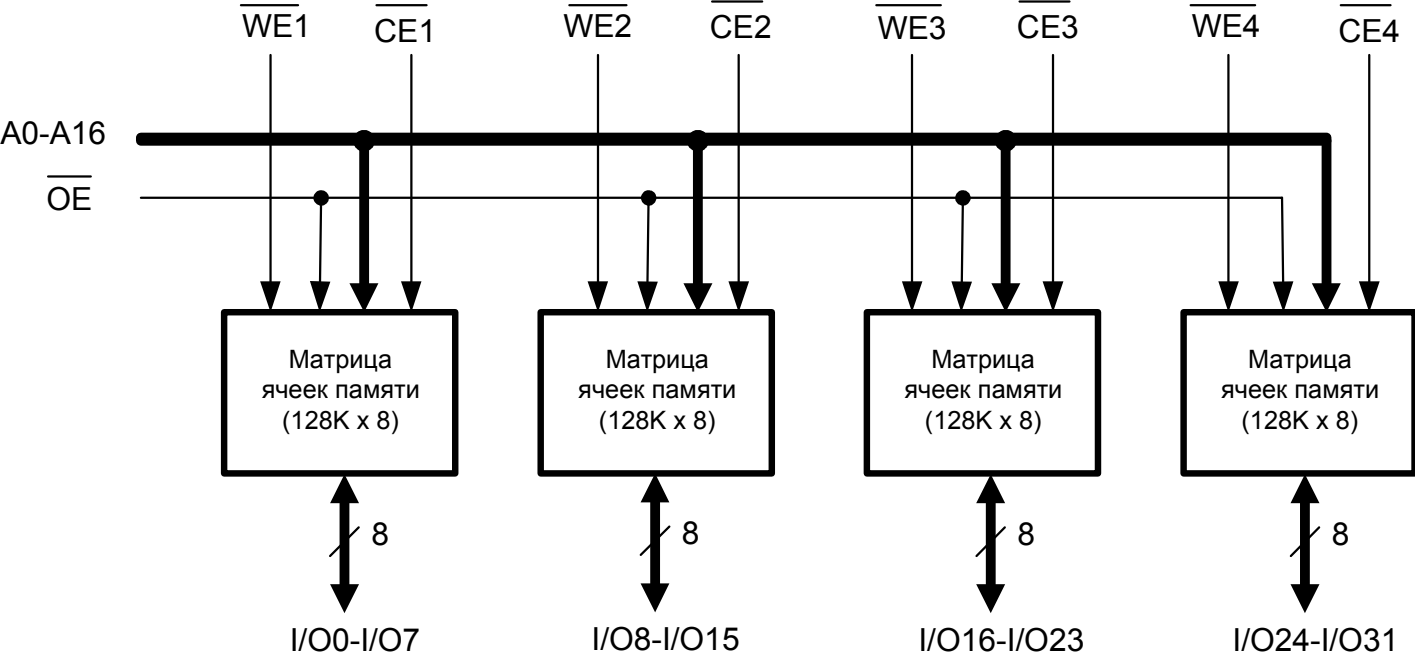 WE1 CE1 WE2 CE2 WE3 CE3 WE4 CE4
A0-A16
OE
Матрица
ячеек памяти
(128K x 8)
Матрица
ячеек памяти
(128K x 8)
Матрица
ячеек памяти
(128K x 8)
Матрица
ячеек памяти
(128K x 8)
8 8 8 8
I/O0-I/O7 I/O8-I/O15 I/O16-I/O23 I/O24-I/O31